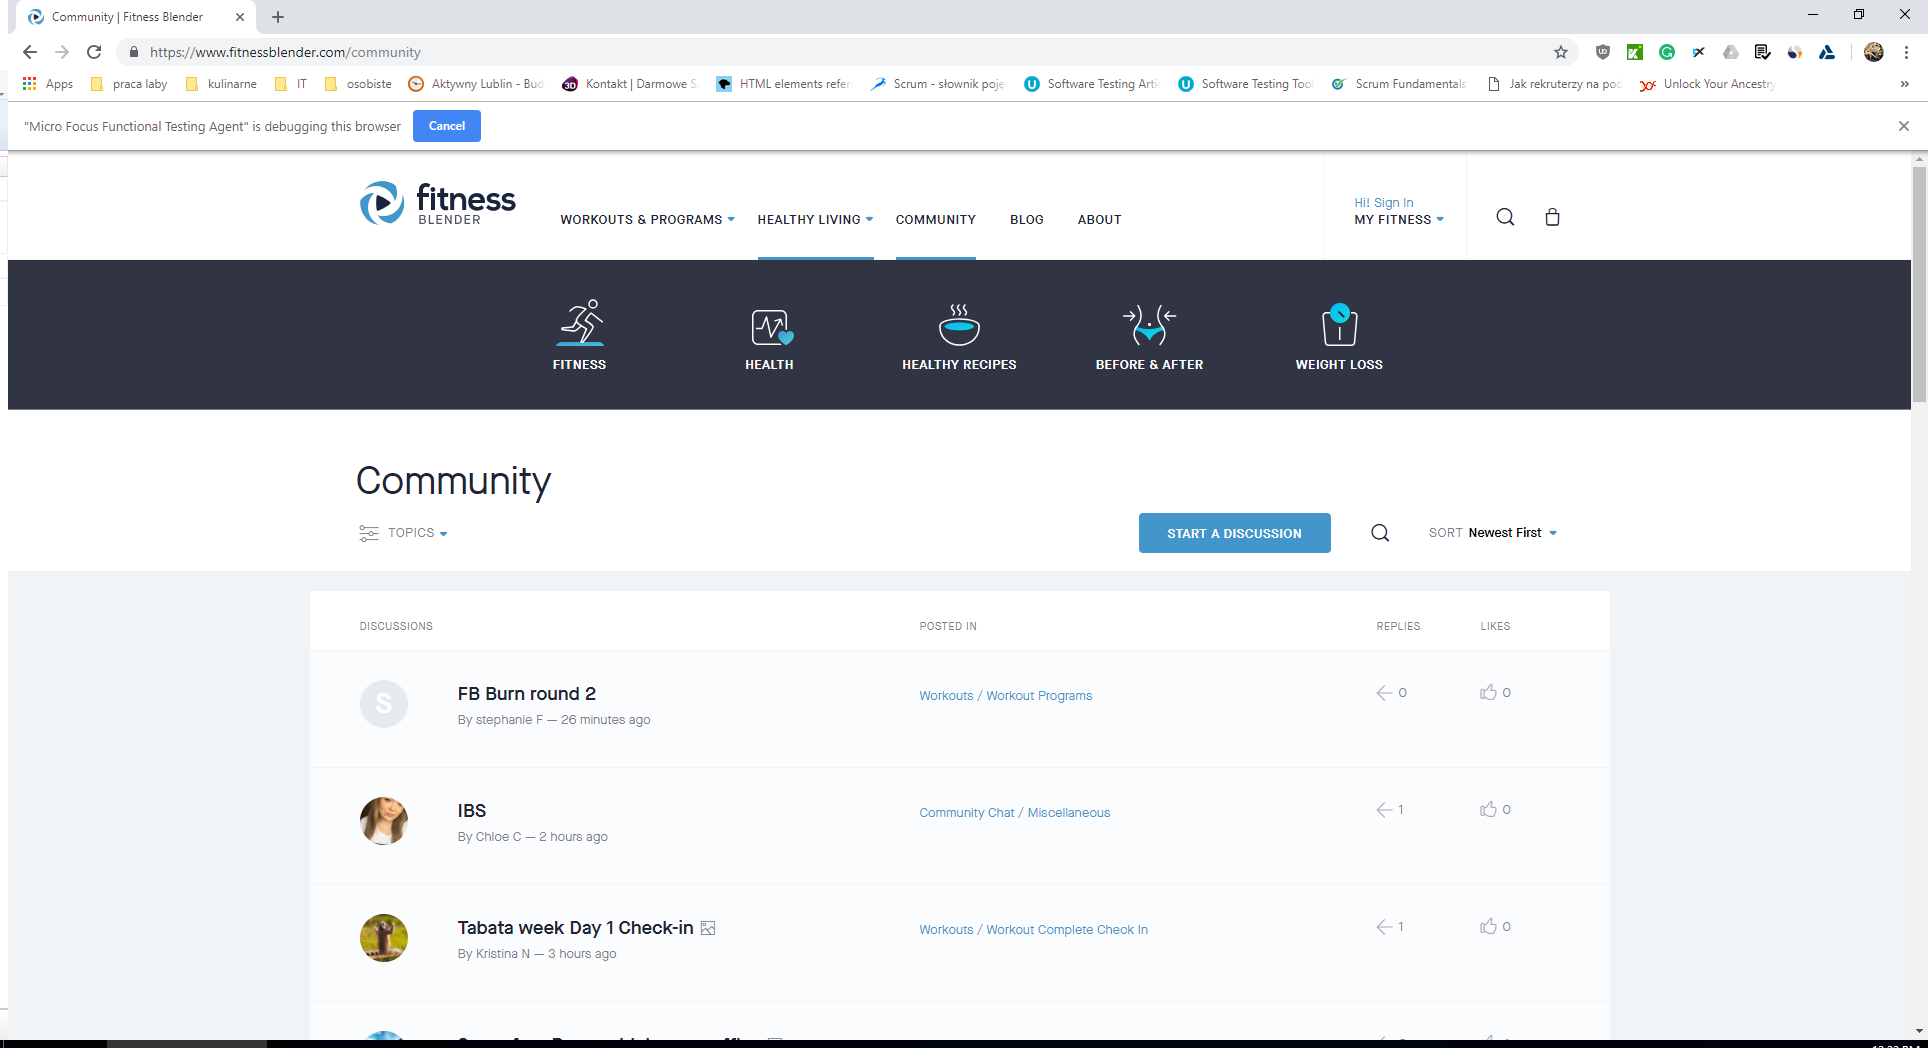 Community | Fitness Blender
https://www.fitnessblender.com/community
Apps praca laby kulinarne IT osobiste Aktywny Lublin - Bud Kontakt | Darmowe S HTML elements refe Scrum - słownik poję Software Testing Arti Software Testing Tool Scrum Fundamentals Jak rekruterzy na pod Unlock Your Ancestry »
"Micro Focus Functional Testing Agent" is debugging this browser Cancel
fitness
BLENDER
WORKOUTS & PROGRAMS HEALTHY LIVING COMMUNITY BLOG ABOUT
Hi! Sign In
MY FITNESS
FITNESS HEALTH HEALTHY RECIPES BEFORE & AFTER WEIGHT LOSS
Community
TOPICS START A DISCUSSION SORT Newest First
DISCUSSIONS POSTED IN REPLIES LIKES
S
FB Burn round 2 Workouts / Workout Programs 0 0
By stephanie F — 26 minutes ago
IBS Community Chat / Miscellaneous 1 0
By Chloe C — 2 hours ago
Tabata week Day 1 Check-in Workouts / Workout Complete Check In 1 0
By Kristina N — 3 hours ago